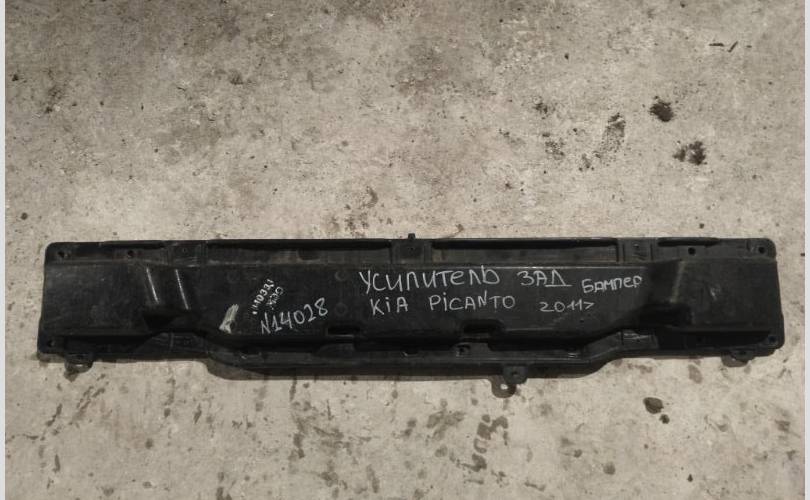 УСИЛИТЕЛЬ ЗАД БАМПЕР
KiA PiCANTO 2011>
N14028